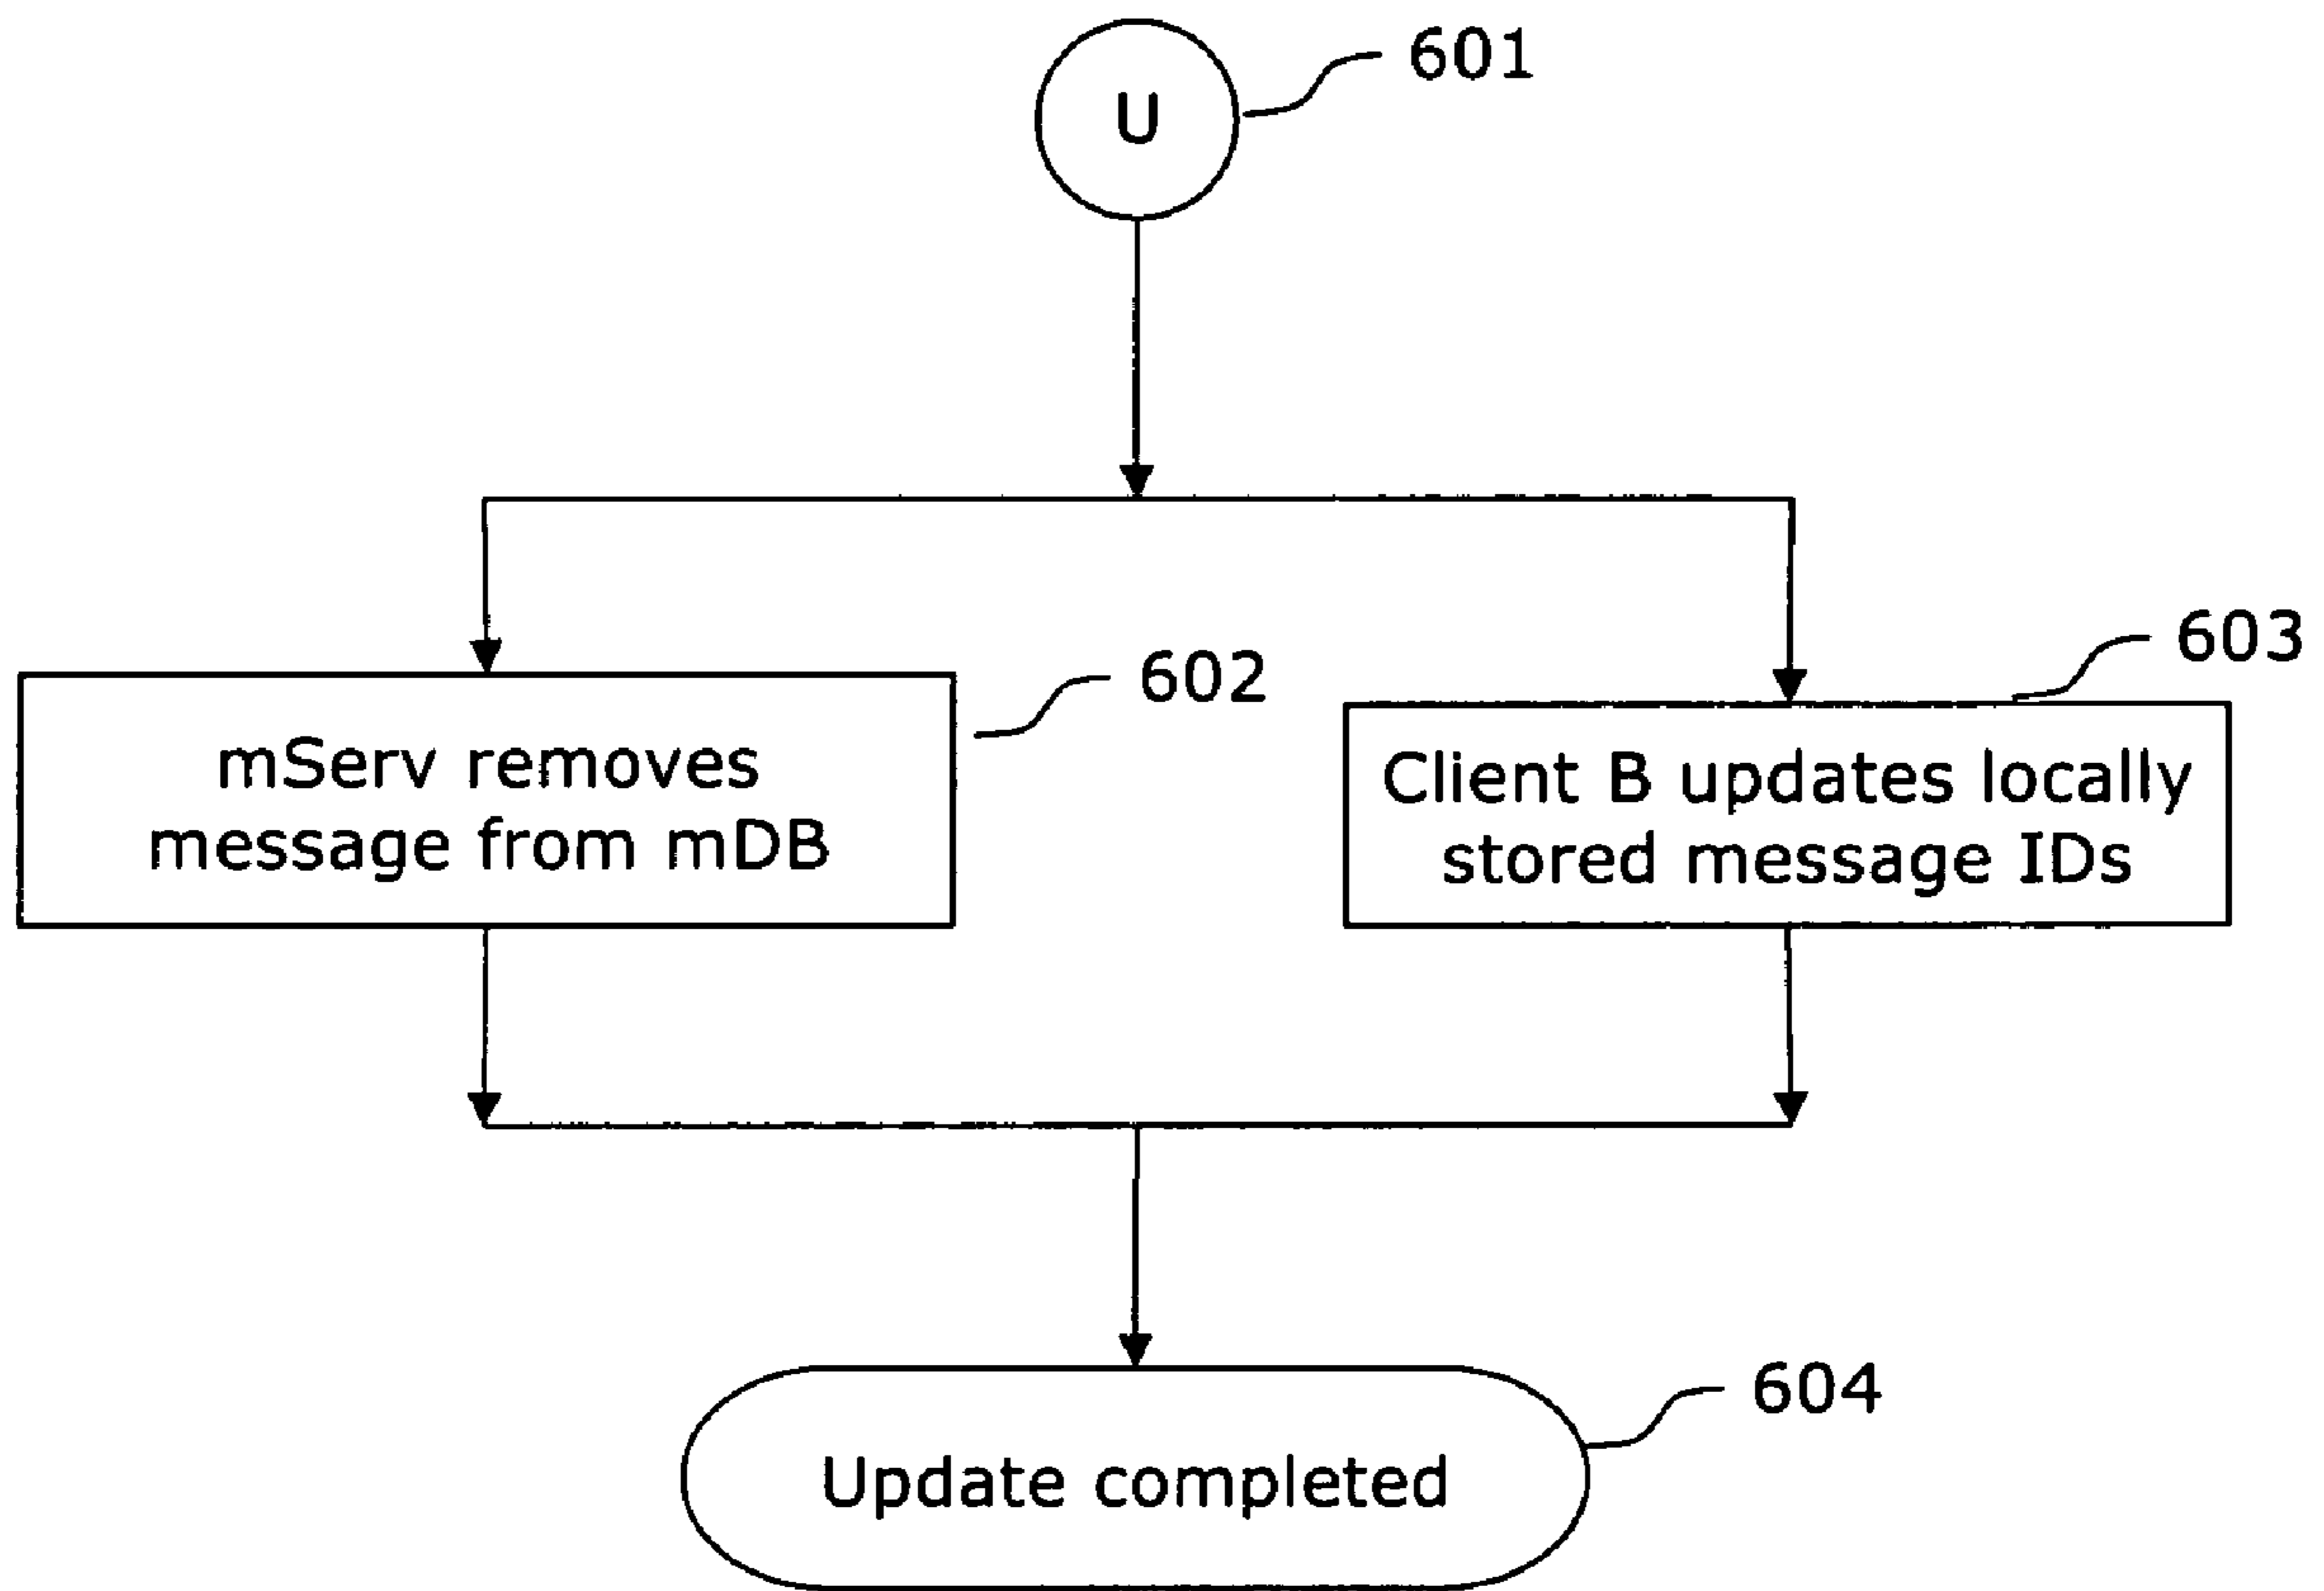 601
U
603
602
mServ removes
message from mDB
Client B updates locally
stored message IDs
604
Update completed